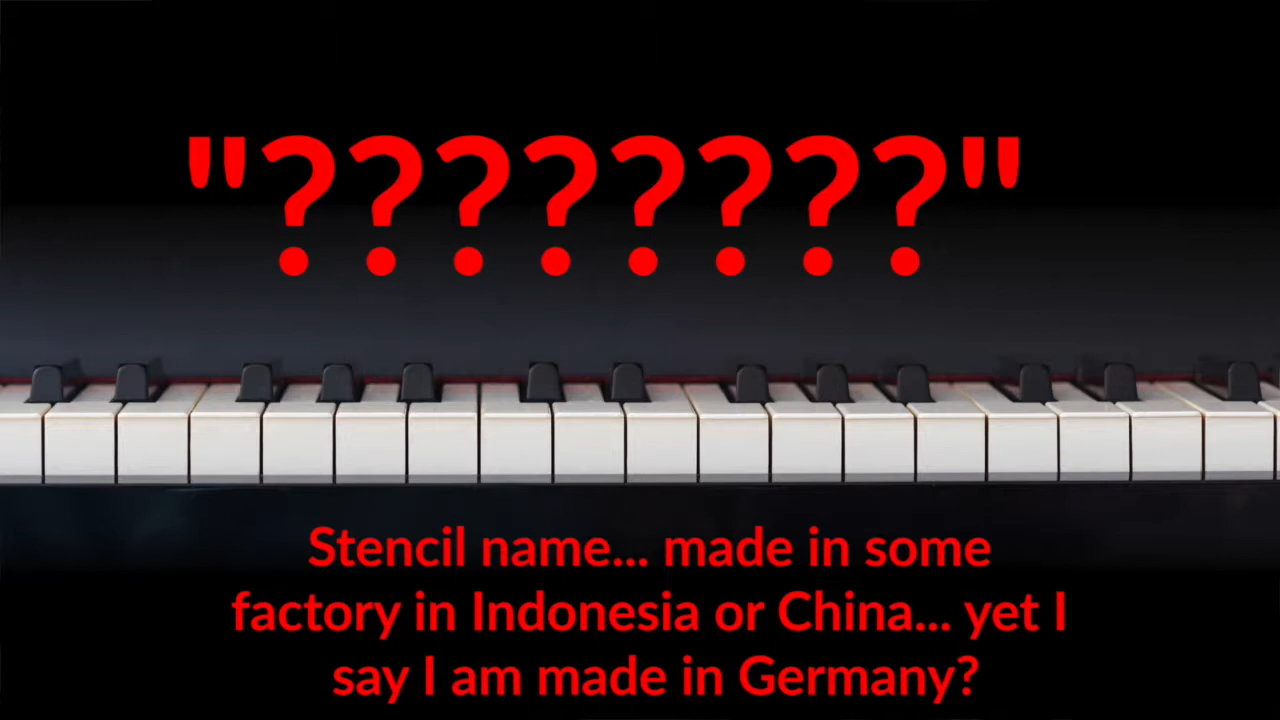 "????????"
Stencil name... made in some
factory in Indonesia or China... yet I
say I am made in Germany?